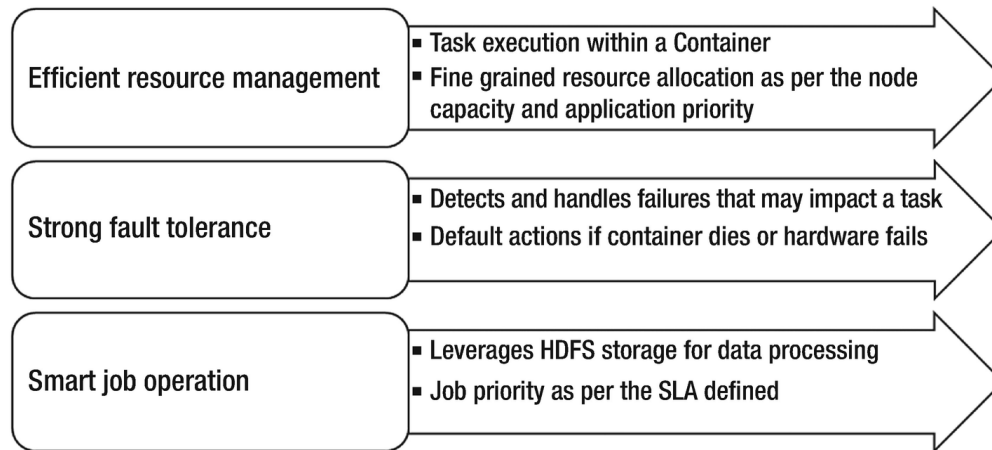 Efficient resource management
▪ Task execution within a Container
▪ Fine grained resource allocation as per the node
capacity and application priority
Strong fault tolerance
▪ Detects and handles failures that may impact a task
▪ Default actions if container dies or hardware fails
Smart job operation
▪ Leverages HDFS storage for data processing
▪ Job priority as per the SLA defined